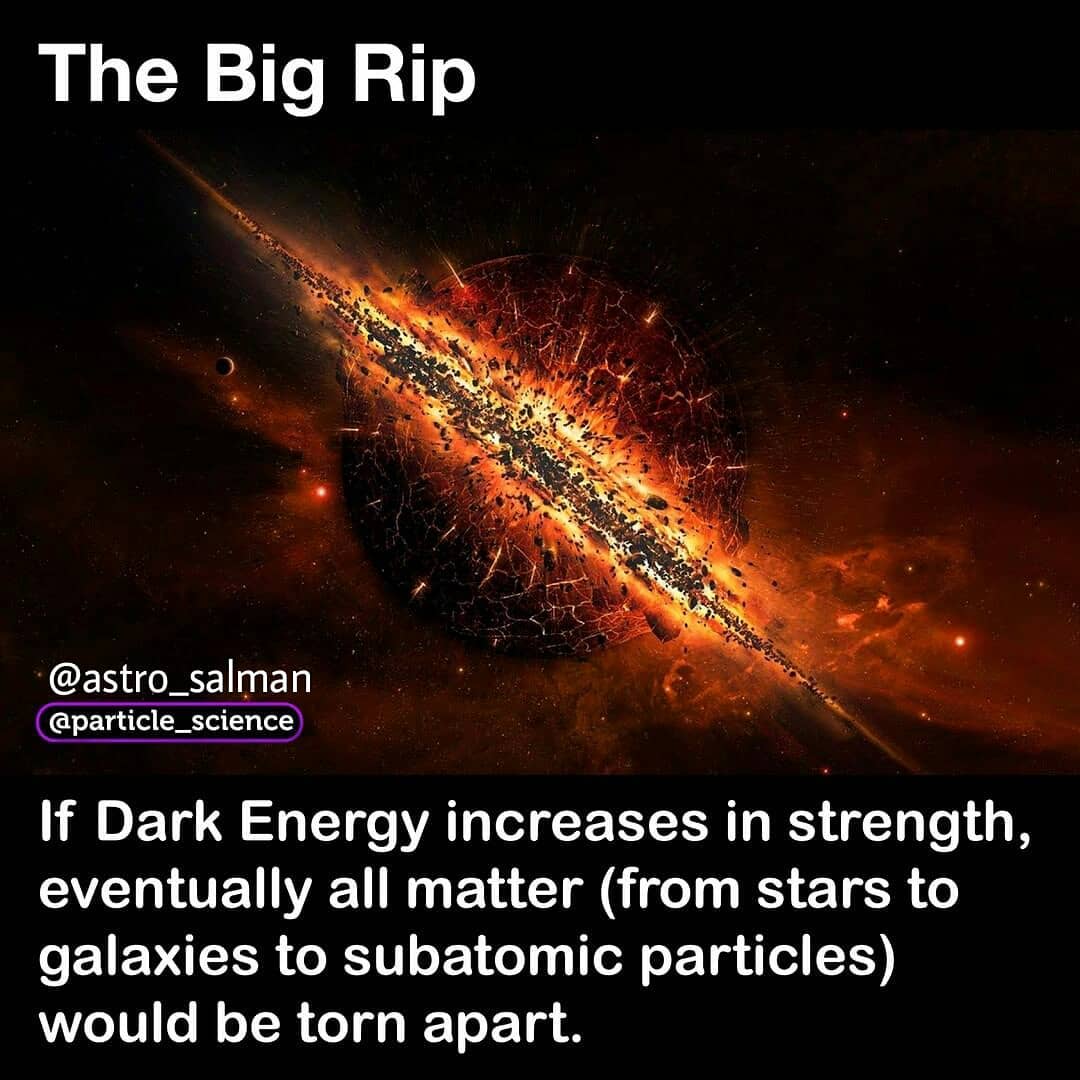 The Big Rip
@astro_salman
@particle_science
If Dark Energy increases in strength,
eventually all matter (from stars to
galaxies to subatomic particles)
would be torn apart.